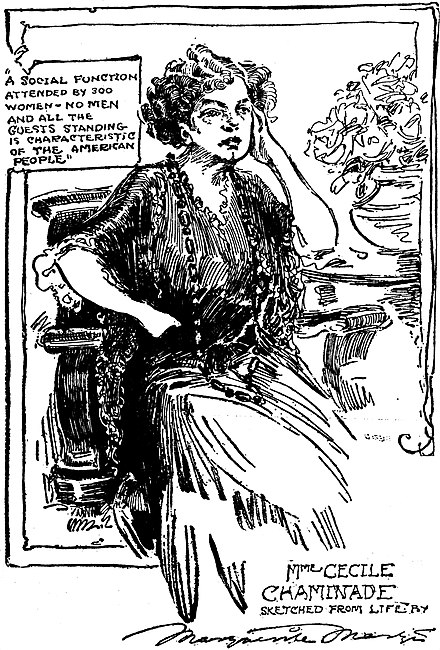 "A SOCIAL FUNCTION
ATTENDED BY 300
WOMEN - NO MEN
AND ALL THE
GUESTS STANDING
IS CHARACTERISTIC
OF THE AMERICAN
PEOPLE"
MME CECILE
CHAMINADE
SKETCHED FROM LIFE BY
Marguerite Martyn